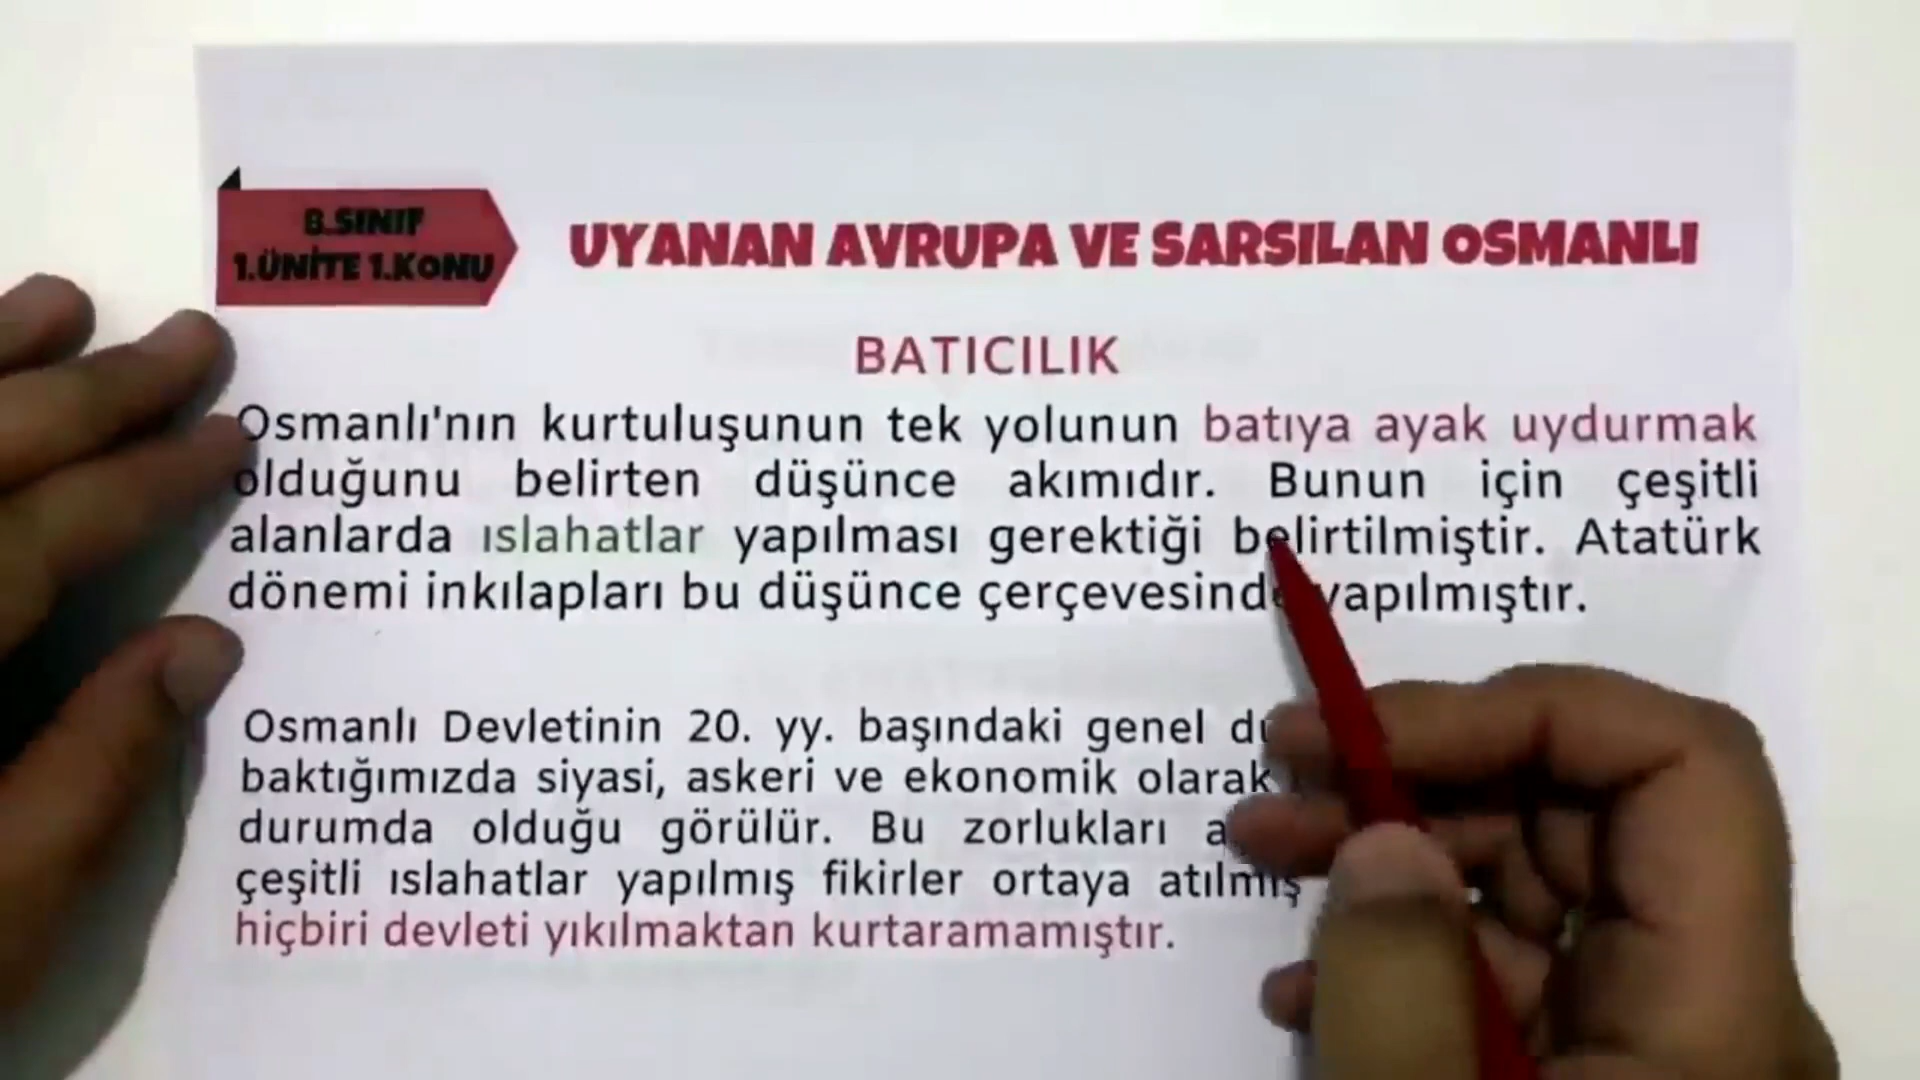 8.SINIF
1.ÜNİTE 1.KONU
UYANAN AVRUPA VE SARSILAN OSMANLI
BATICILIK
Osmanlı'nın kurtuluşunun tek yolunun batıya ayak uydurmak
olduğunu belirten düşünce akımıdır. Bunun için çeşitli
alanlarda ıslahatlar yapılması gerektiği belirtilmiştir. Atatürk
dönemi inkılapları bu düşünce çerçevesinde yapılmıştır.
Osmanlı Devletinin 20. yy. başındaki genel
baktığımızda siyasi, askeri ve ekonomik olarak
durumda olduğu görülür. Bu zorlukları
çeşitli ıslahatlar yapılmış fikirler ortaya atılmış
hiçbiri devleti yıkılmaktan kurtaramamıştır.